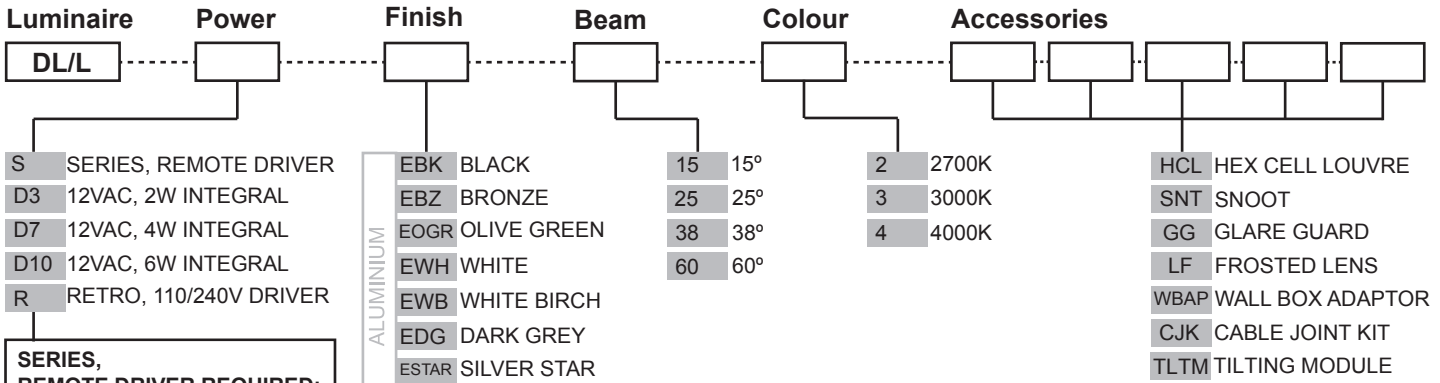 Luminaire Power Finish Beam Colour Accessories
DL/L
S SERIES, REMOTE DRIVER
D3 12VAC, 2W INTEGRAL
D7 12VAC, 4W INTEGRAL
D10 12VAC, 6W INTEGRAL
R RETRO, 110/240V DRIVER
SERIES,
REMOTE DRIVER REQUIRED:
ALUMINIUM
EBK BLACK
EBZ BRONZE
EOGR OLIVE GREEN
EWH WHITE
EWB WHITE BIRCH
EDG DARK GREY
ESTAR SILVER STAR
15 15º
25 25º
38 38º
60 60º
2 2700K
3 3000K
4 4000K
HCL HEX CELL LOUVRE
SNT SNOOT
GG GLARE GUARD
LF FROSTED LENS
WBAP WALL BOX ADAPTOR
CJK CABLE JOINT KIT
TLTM TILTING MODULE